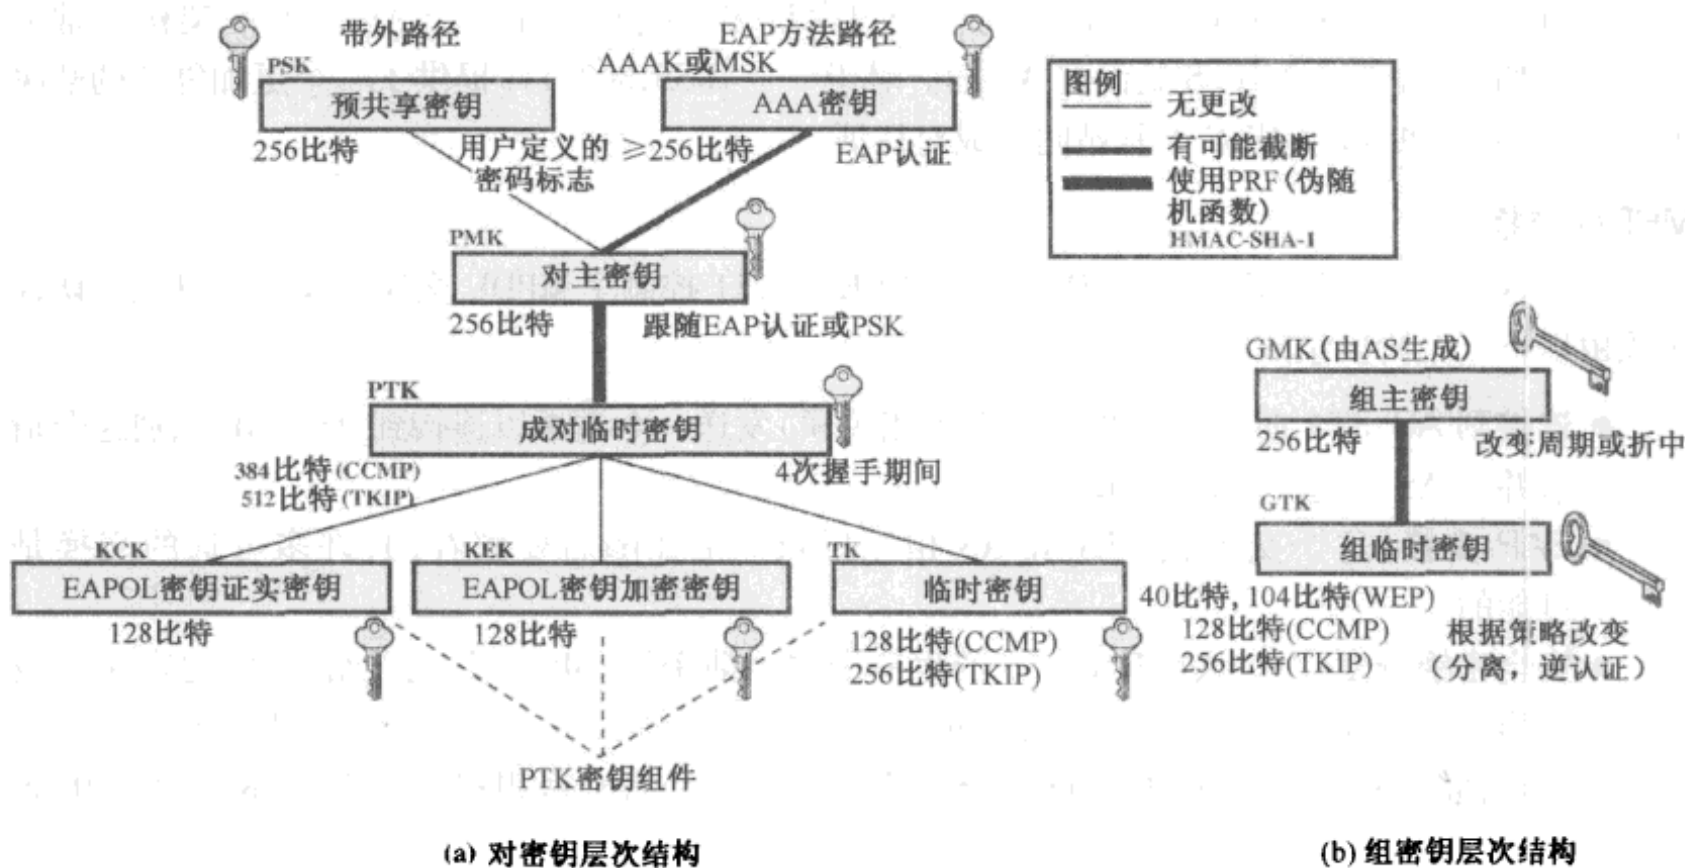 带外路径
EAP方法路径
PSK
AAAK或MSK
预共享密钥
AAA密钥
256比特
用户定义的
密码标志
≥256比特
EAP认证
图例
无更改
有可能截断
使用PRF(伪随
机函数)
HMAC-SHA-1
PMK
对主密钥
256比特
跟随EAP认证或PSK
PTK
成对临时密钥
384比特(CCMP)
512比特(TKIP)
4次握手期间
KCK
KEK
TK
EAPOL密钥证实密钥
EAPOL密钥加密密钥
临时密钥
128比特
128比特
128比特(CCMP)
256比特(TKIP)
PTK密钥组件
(a) 对密钥层次结构
GMK(由AS生成)
组主密钥
256比特
改变周期或折中
GTK
组临时密钥
40比特,104比特(WEP)
128比特(CCMP)
256比特(TKIP)
根据策略改变
(分离，逆认证)
(b) 组密钥层次结构